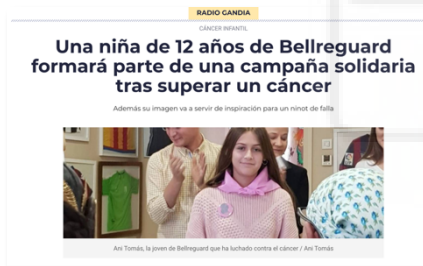 RADIO GANDIA
CÁNCER INFANTIL
Una niña de 12 años de Bellreguard
formará parte de una campaña solidaria
tras superar un cáncer
Además su imagen va a servir de inspiración para un ninot de falla
Ani Tomás, la joven de Bellreguard que ha luchado contra el cáncer / Ani Tomás